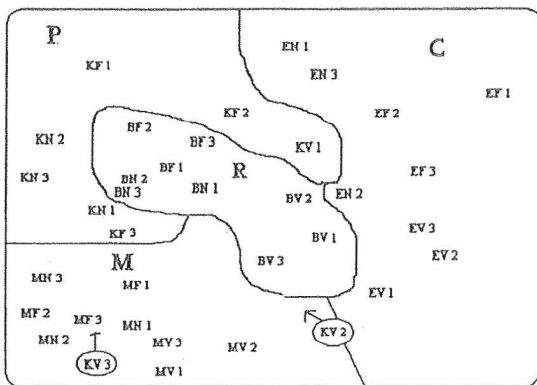 P
C
EN 1
EN 3
KF 1
EF 1
KF 2
EF 2
BF 2
BF 3
KN 2
KV 1
BF 1
R
EF 3
KN 3
BN 2
BN 3
BN 1
BV 2
EN 2
KN 1
KF 3
BV 1
EV 3
EV 2
M
BV 3
MN 3
MF 1
EV 1
MF 2
MF 3
MN 1
KV 2
MN 2
MV 3
MV 2
KV 3
MV 1